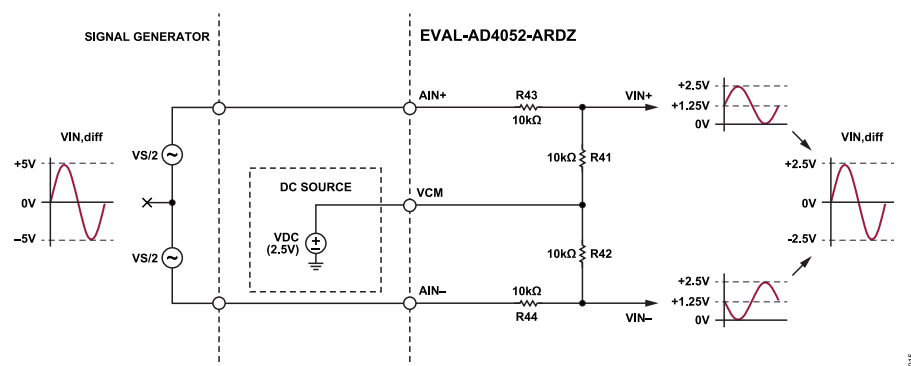 SIGNAL GENERATOR
EVAL-AD4052-ARDZ
AIN+
R43
10kΩ
VIN+
+2.5V
+1.25V
0V
VIN,diff
+5V
0V
–5V
VS/2
VS/2
DC SOURCE
VDC
(2.5V)
VCM
10kΩ R41
10kΩ R42
VIN,diff
+2.5V
0V
-2.5V
AIN–
10kΩ
R44
VIN–
+2.5V
+1.25V
0V
015